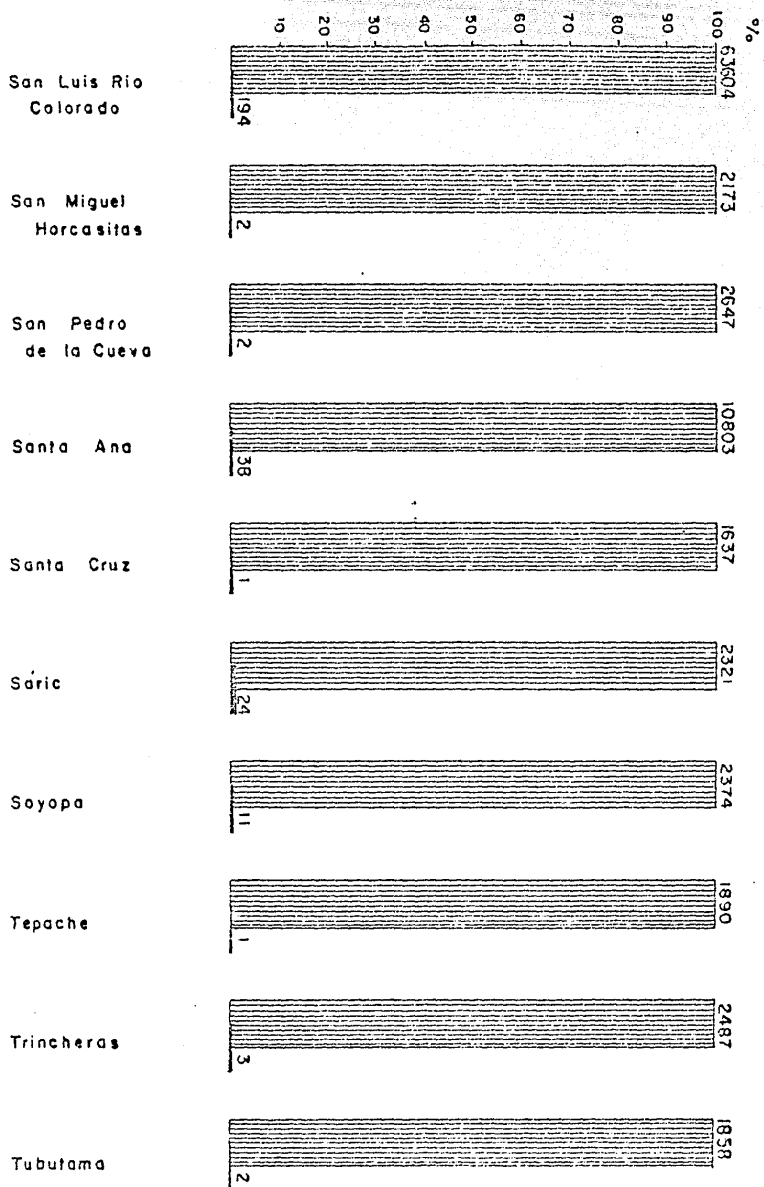 %
100
90
80
70
60
50
40
30
20
10
San Luis Rio
Colorado
63604
194
San Miguel
Horcasitas
2173
2
San Pedro
de la Cueva
2647
2
Santa Ana
10803
38
Santa Cruz
1637
1
Sáric
2321
24
Soyopa
2374
11
Tepache
1890
1
Trincheras
2487
3
Tubutama
1858
2